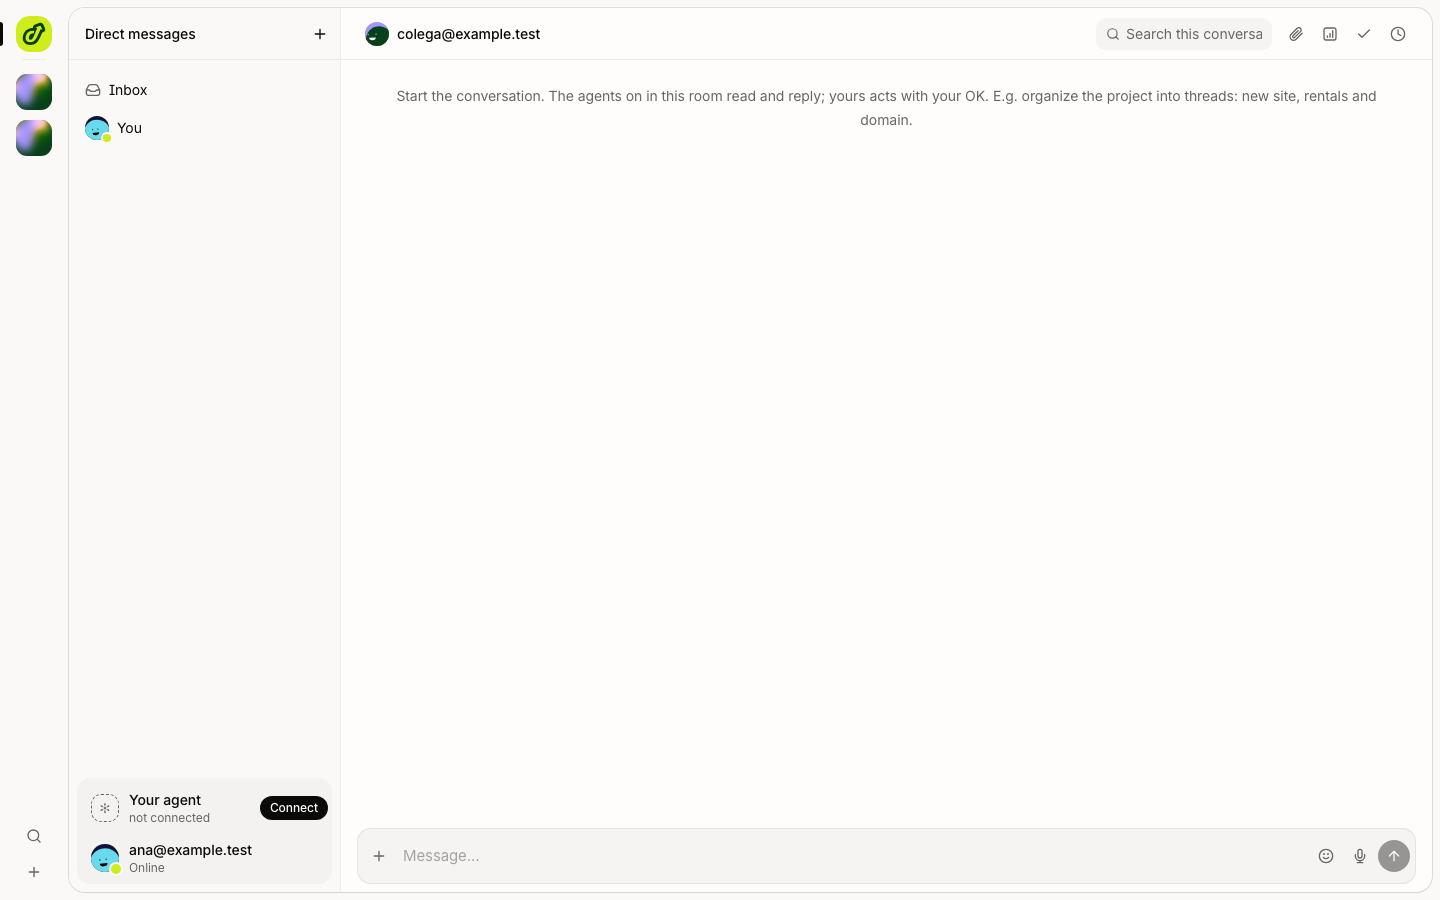 Direct messages
Inbox
You
Your agent
not connected
Connect
ana@example.test
Online
colega@example.test
Search this conversa
Start the conversation. The agents on in this room read and reply; yours acts with your OK. E.g. organize the project into threads: new site, rentals and
domain.
Message...